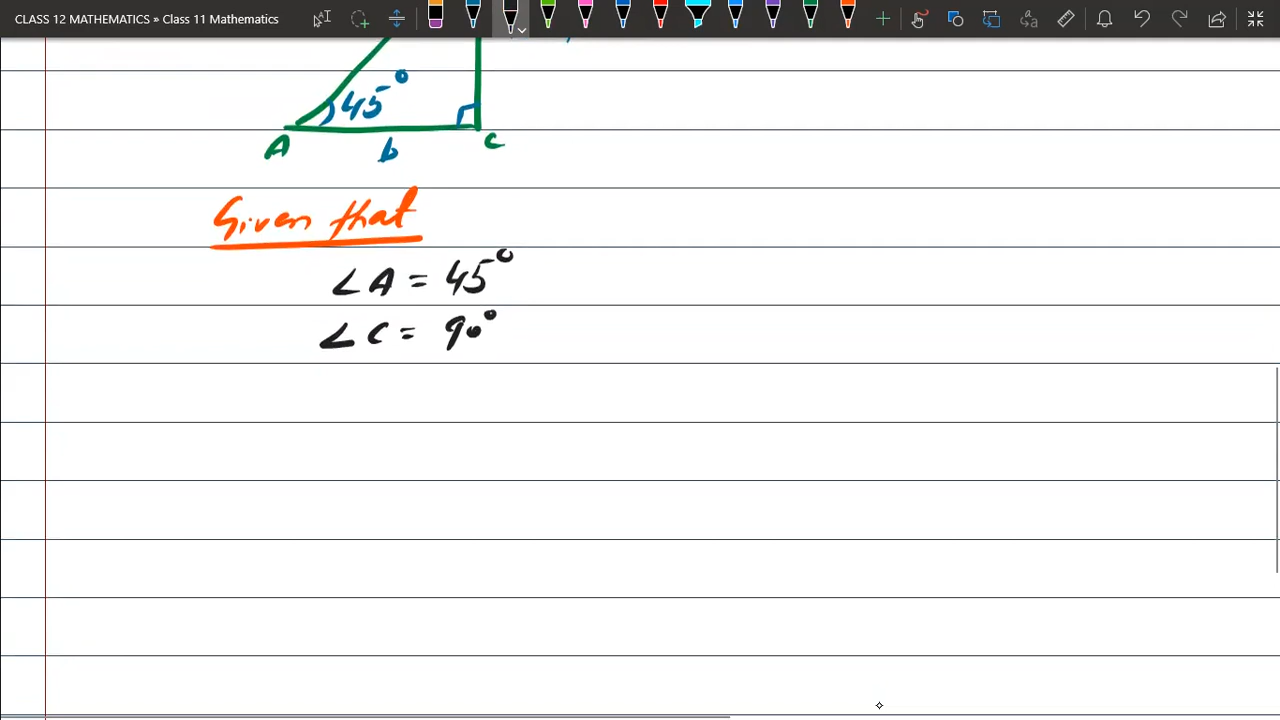 CLASS 12 MATHEMATICS » Class 11 Mathematics
45°
A
b
C
Given that
∠A = 45°
∠C = 90°